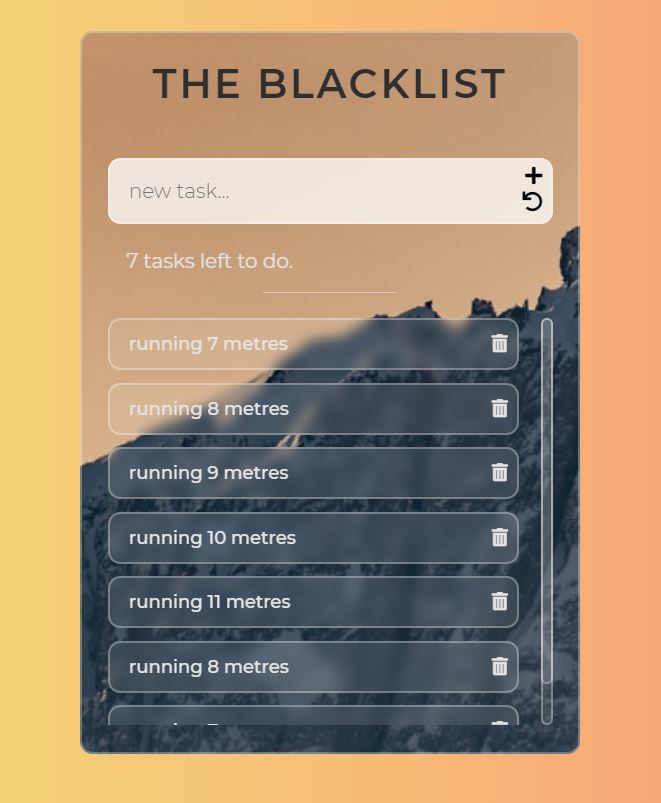 THE BLACKLIST
new task...
7 tasks left to do.
running 7 metres
running 8 metres
running 9 metres
running 10 metres
running 11 metres
running 8 metres